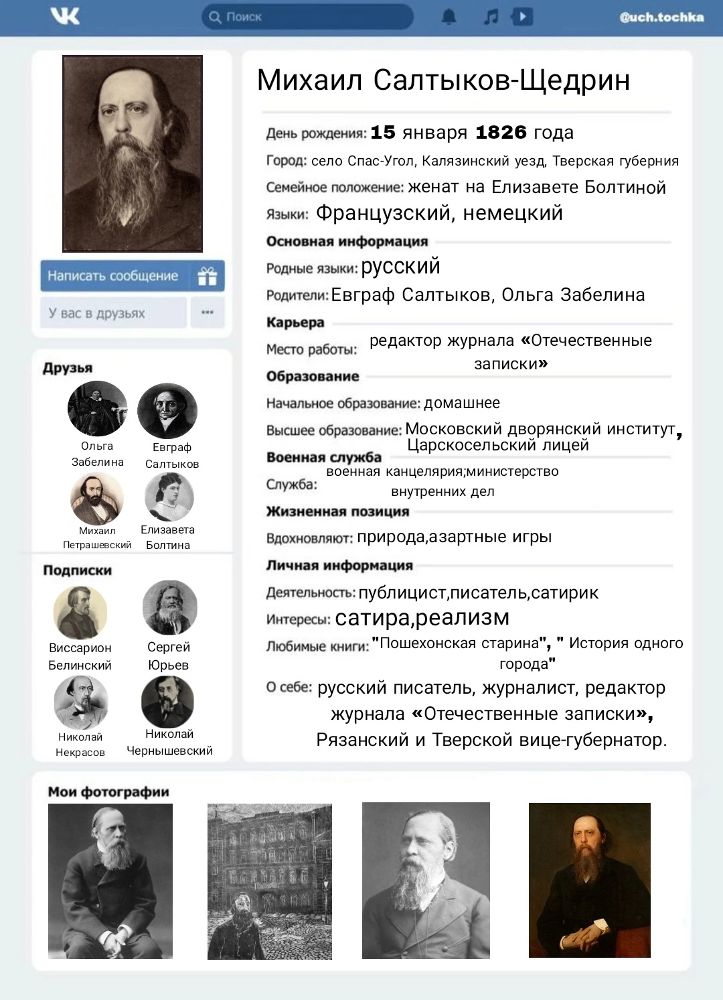 Поиск
@uch.tochka
Михаил Салтыков-Щедрин
День рождения: 15 января 1826 года
Город: село Спас-Угол, Калязинский уезд, Тверская губерния
Семейное положение: женат на Елизавете Болтиной
Языки: Французский, немецкий
Основная информация
Родные языки: русский
Родители: Евграф Салтыков, Ольга Забелина
Карьера
Место работы: редактор журнала «Отечественные
записки»
Образование
Начальное образование: домашнее
Высшее образование: Московский дворянский институт,
Царскосельский лицей
Военная служба
Служба: военная канцелярия;министерство
внутренних дел
Жизненная позиция
Вдохновляют: природа,азартные игры
Личная информация
Деятельность: публицист,писатель,сатирик
Интересы: сатира,реализм
Любимые книги: "Пошехонская старина", " История одного
города"
О себе: русский писатель, журналист, редактор
журнала «Отечественные записки»,
Рязанский и Тверской вице-губернатор.
Написать сообщение
У вас в друзьях
Друзья
Ольга
Забелина
Евграф
Салтыков
Михаил
Петрашевский
Елизавета
Болтина
Подписки
Виссарион
Белинский
Сергей
Юрьев
Николай
Некрасов
Николай
Чернышевский
Мои фотографии